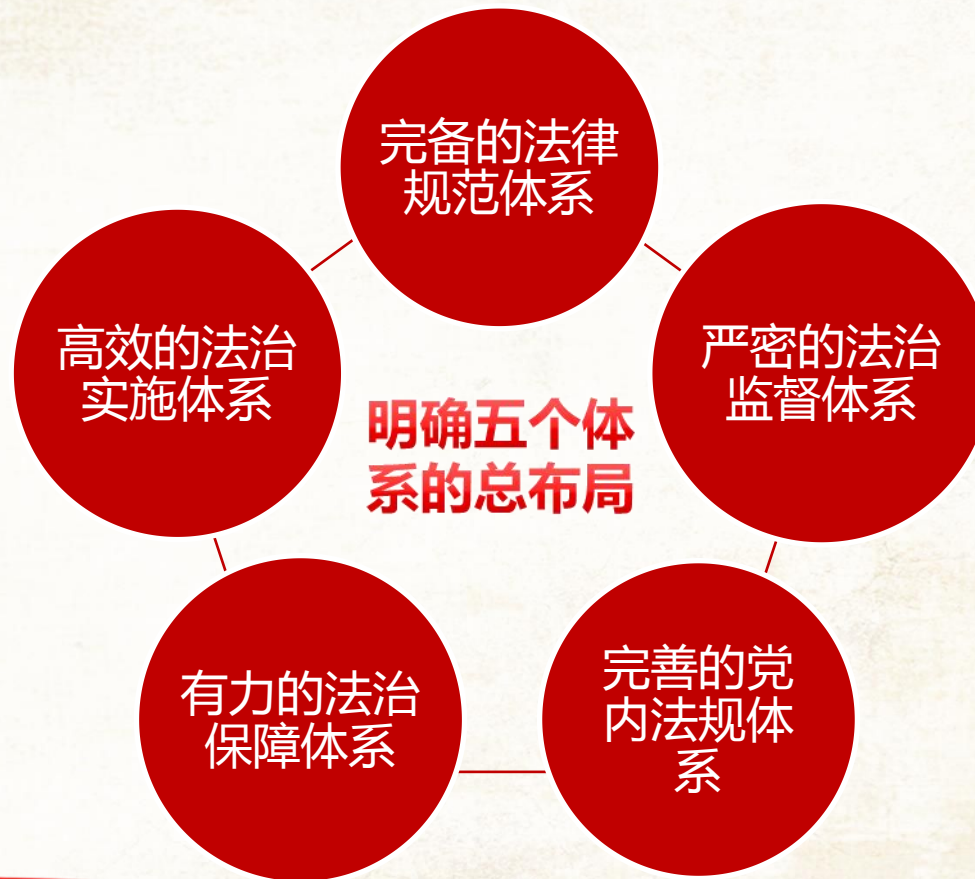 完备的法律
规范体系
高效的法治
实施体系
严密的法治
监督体系
明确五个体
系的总布局
有力的法治
保障体系
完善的党
内法规体
系